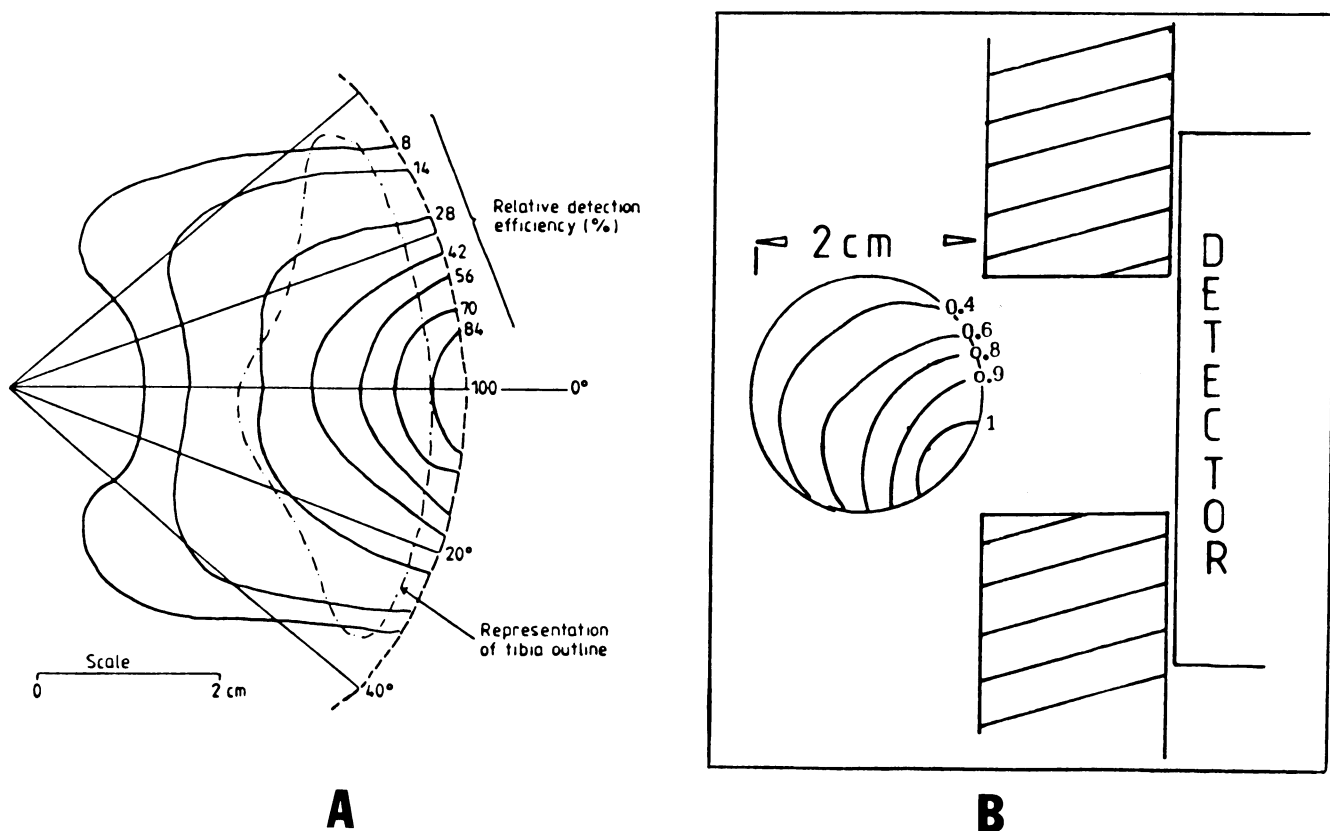 8
14
28
Relative detection
efficiency (%)
42
56
70
84
100
0°
20°
Representation
of tibia outline
Scale
0
2 cm
40°
A
2 cm
0.4
0.6
0.8
0.9
1
DETECTOR
B